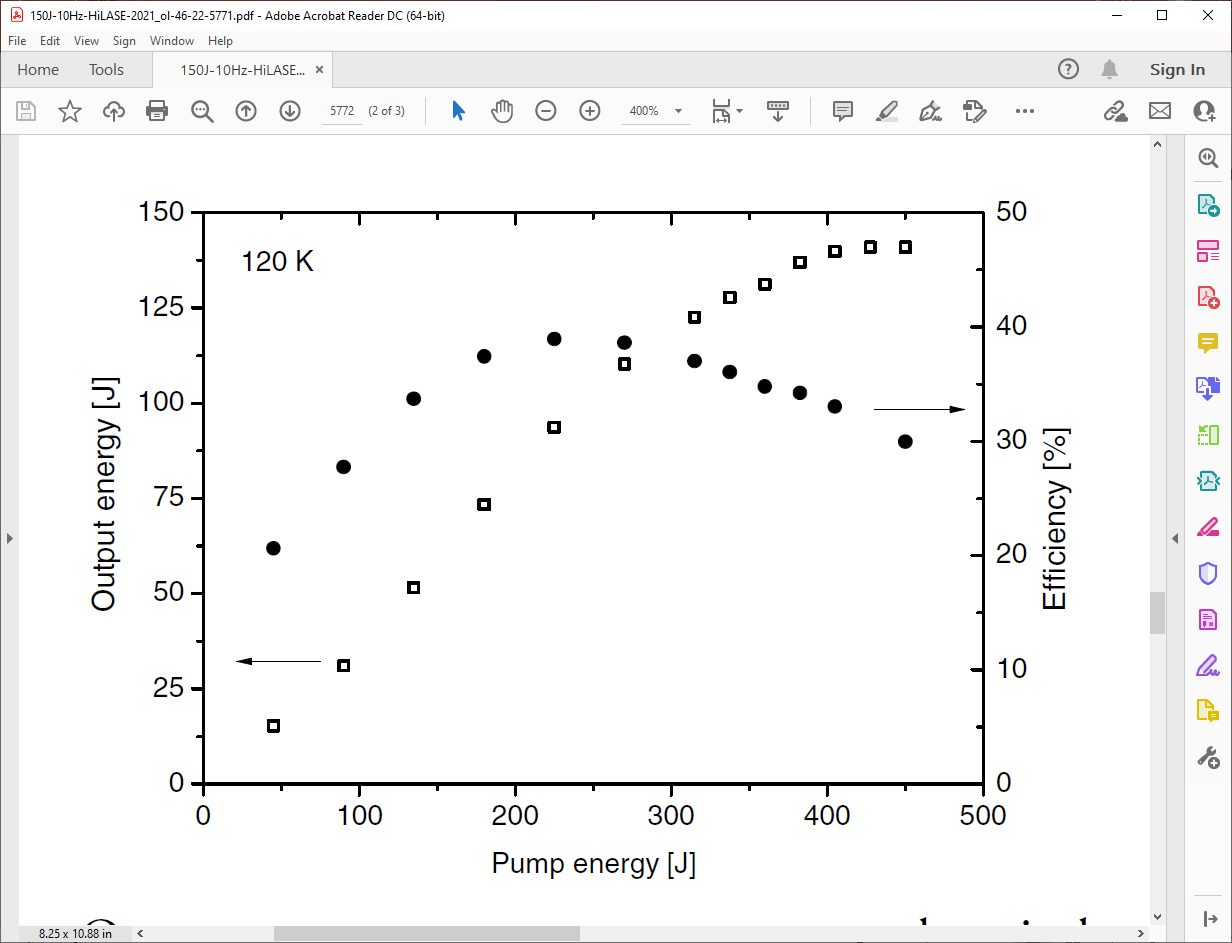 150J-10Hz-HiLASE-2021_ol-46-22-5771.pdf - Adobe Acrobat Reader DC (64-bit)
File Edit View Sign Window Help
Home Tools 150J-10Hz-HiLASE... × Sign In
5772 (2 of 3) 400%
150 50
120 K
125 40
100
30
75
20
50
25 10
0 0
Output energy [J]
Efficiency [%]
0 100 200 300 400 500
Pump energy [J]
8.25 x 10.88 in